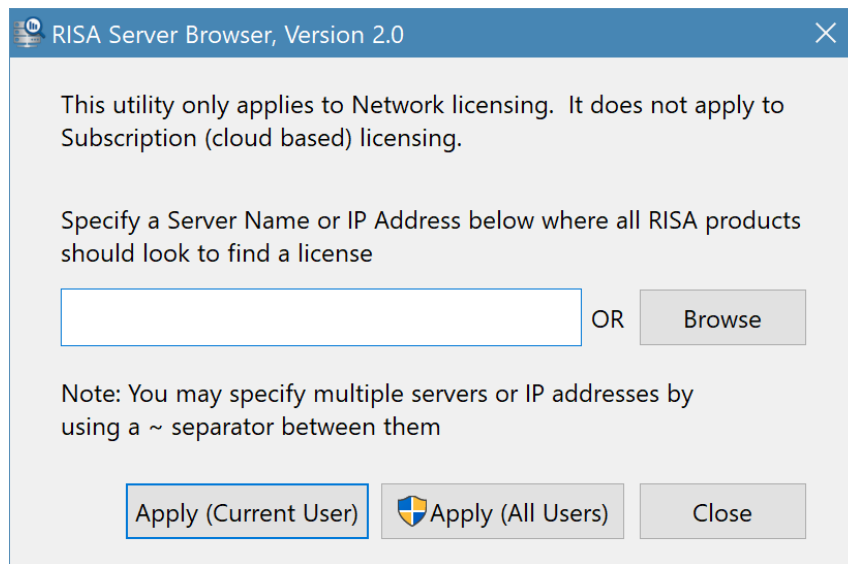 RISA Server Browser, Version 2.0
This utility only applies to Network licensing.  It does not apply to
Subscription (cloud based) licensing.
Specify a Server Name or IP Address below where all RISA products
should look to find a license
OR Browse
Note: You may specify multiple servers or IP addresses by
using a ~ separator between them
Apply (Current User) Apply (All Users) Close